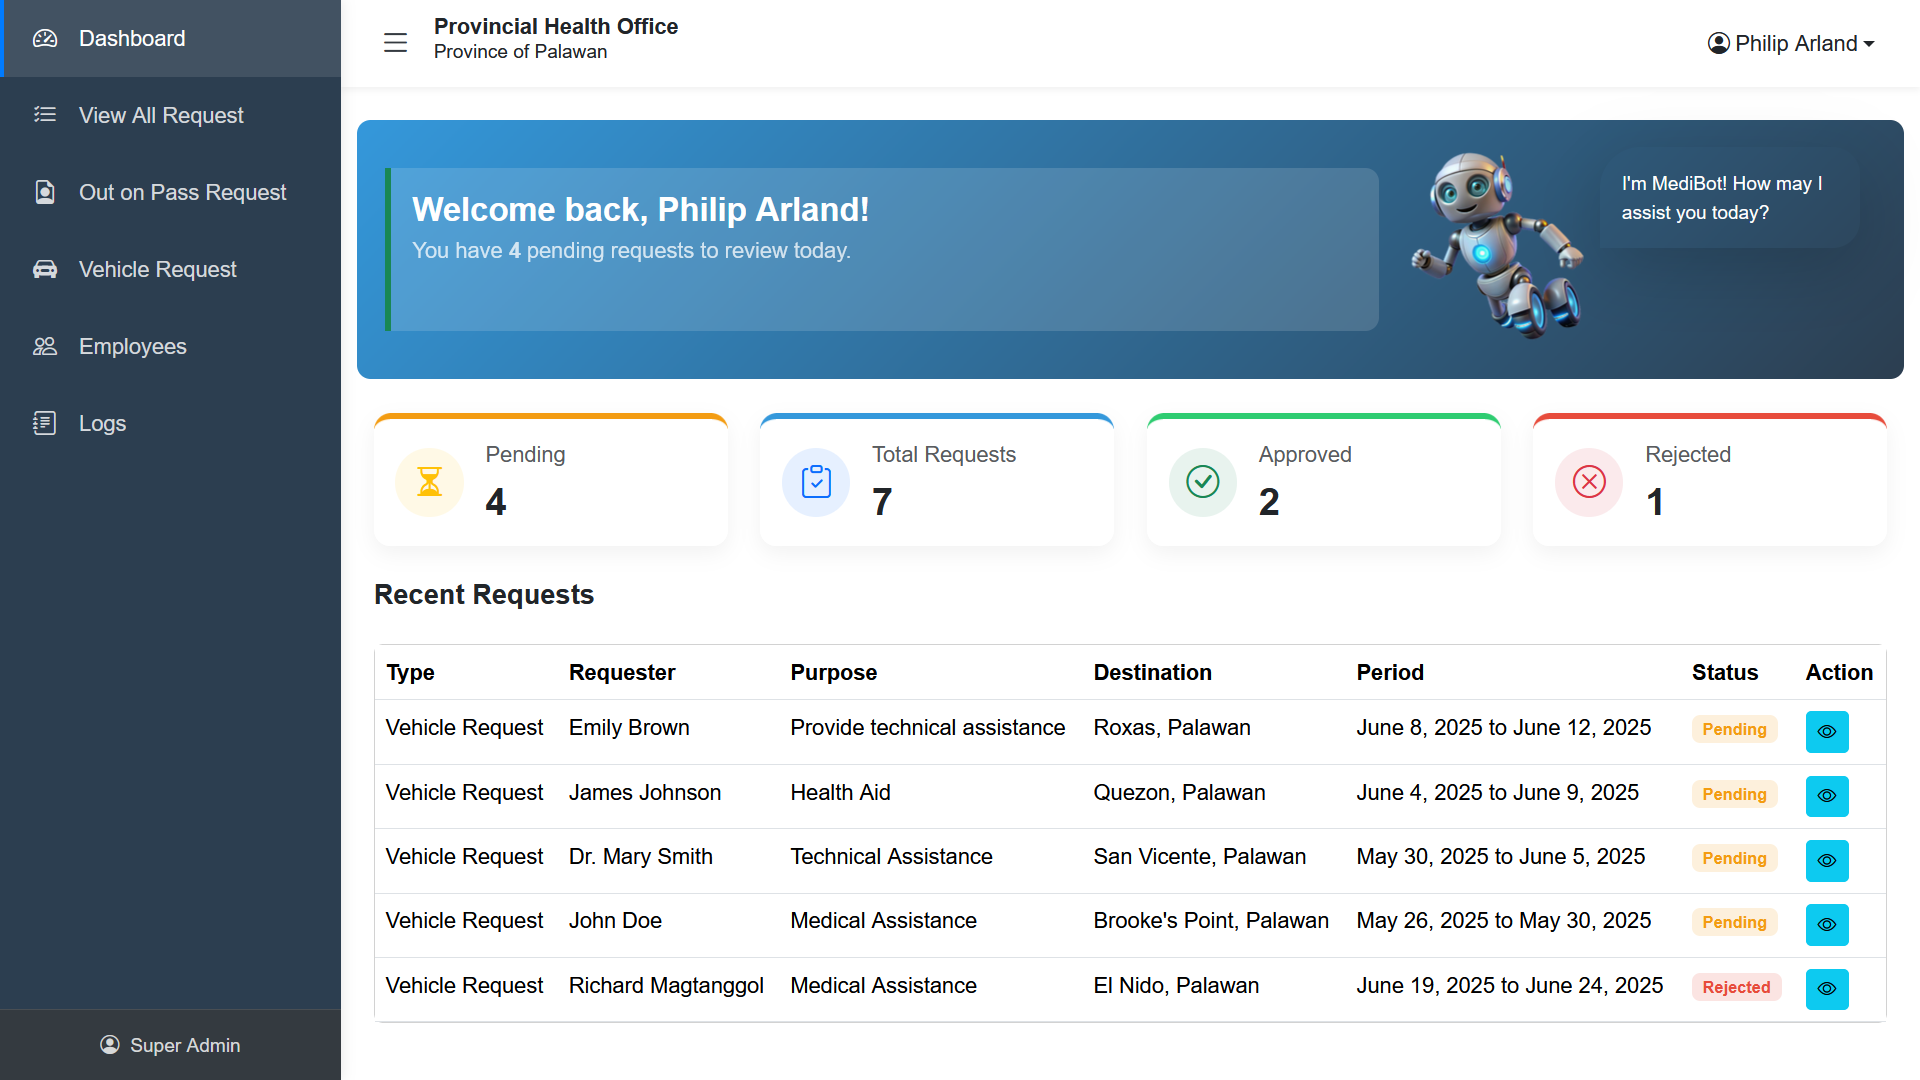 Dashboard
View All Request
Out on Pass Request
Vehicle Request
Employees
Logs
Super Admin
Provincial Health Office
Province of Palawan
Philip Arland
Welcome back, Philip Arland!
You have 4 pending requests to review today.
I'm MediBot! How may I
assist you today?
Pending
4
Total Requests
7
Approved
2
Rejected
1
Recent Requests
Type Requester Purpose Destination Period Status Action
Vehicle Request Emily Brown Provide technical assistance Roxas, Palawan June 8, 2025 to June 12, 2025 Pending
Vehicle Request James Johnson Health Aid Quezon, Palawan June 4, 2025 to June 9, 2025 Pending
Vehicle Request Dr. Mary Smith Technical Assistance San Vicente, Palawan May 30, 2025 to June 5, 2025 Pending
Vehicle Request John Doe Medical Assistance Brooke's Point, Palawan May 26, 2025 to May 30, 2025 Pending
Vehicle Request Richard Magtanggol Medical Assistance El Nido, Palawan June 19, 2025 to June 24, 2025 Rejected